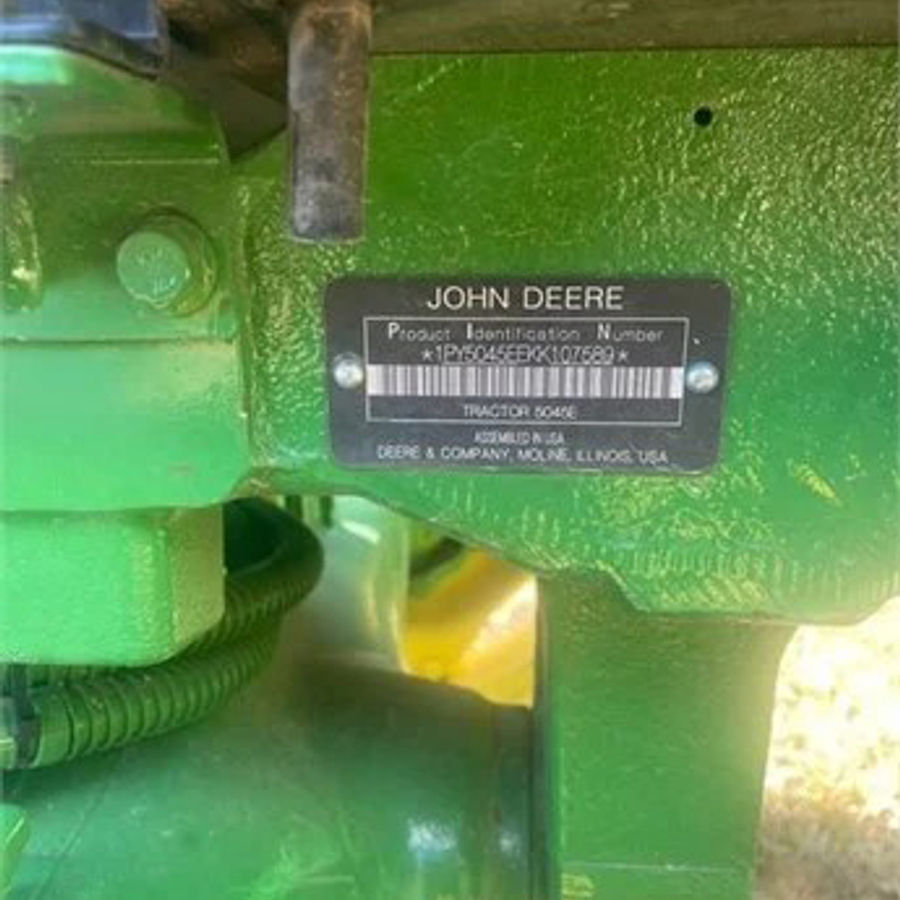 JOHN DEERE
Product Identification Number
*1PY5045EEKK107589*
TRACTOR 5045E
ASSEMBLED IN USA
DEERE & COMPANY, MOLINE, ILLINOIS, USA